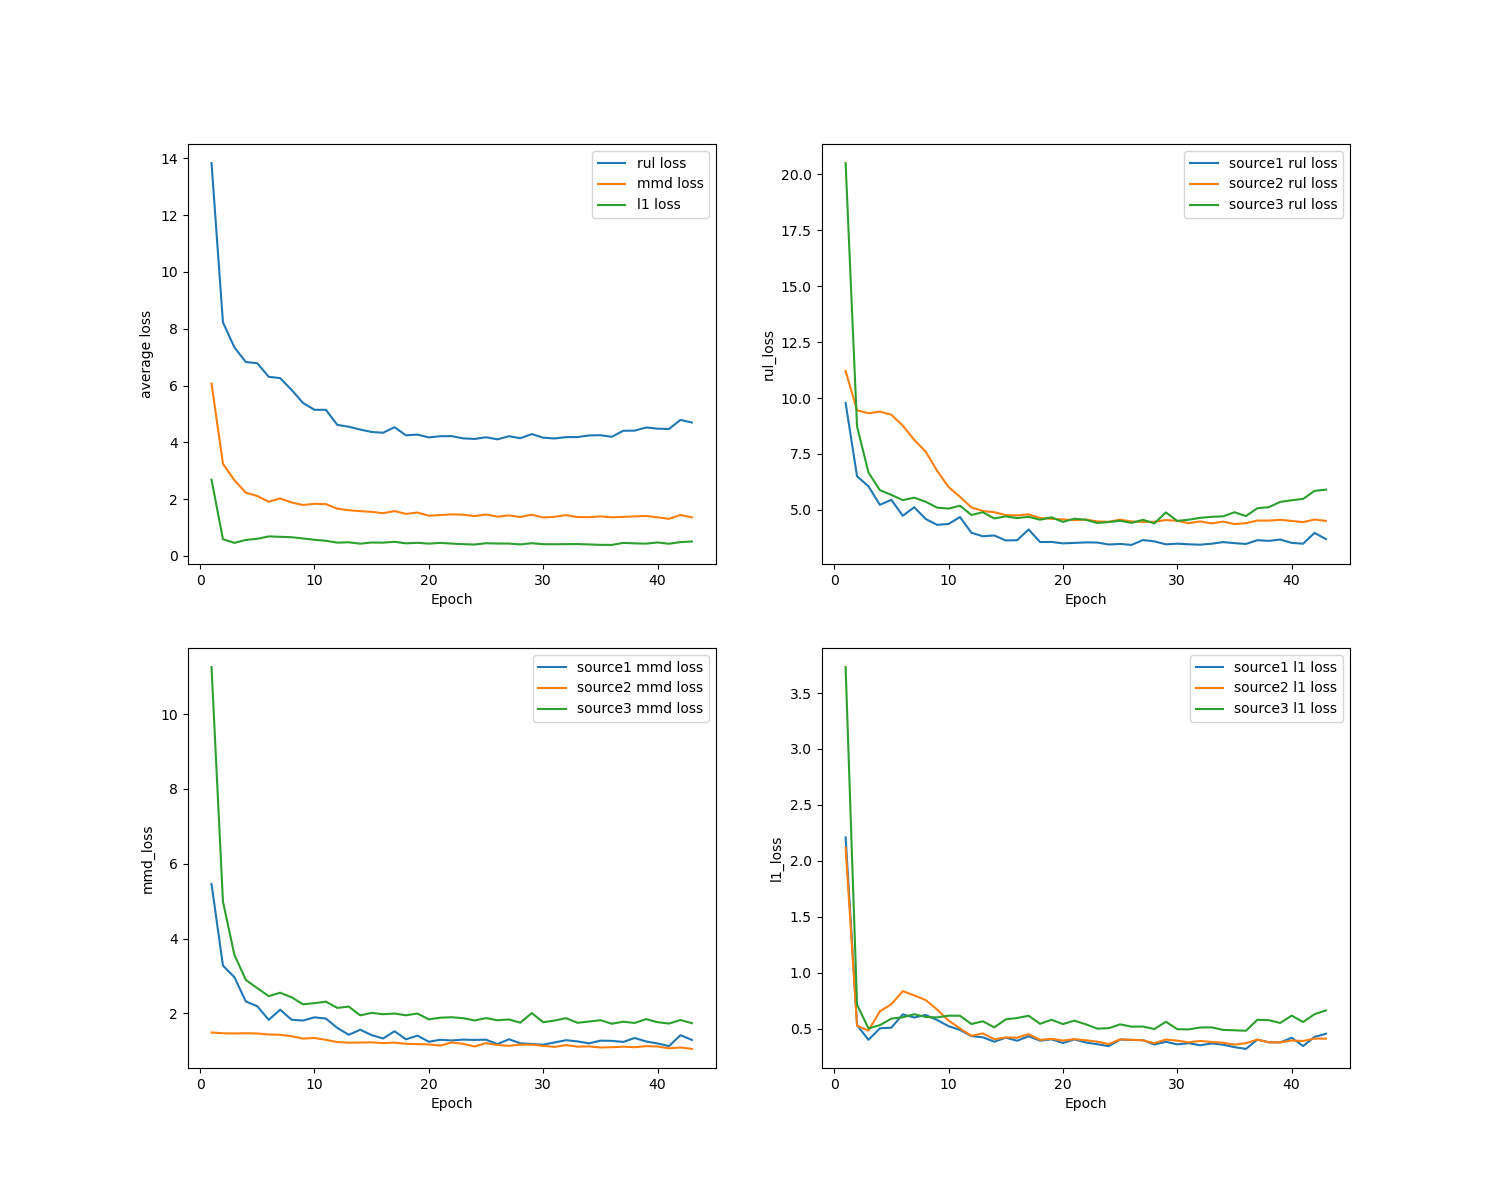 14
12
10
8
6
4
2
0
average loss
0 10 20 30 40
Epoch
rul loss
mmd loss
l1 loss
20.0
17.5
15.0
12.5
10.0
7.5
5.0
rul_loss
0 10 20 30 40
Epoch
source1 rul loss
source2 rul loss
source3 rul loss
10
8
6
4
2
mmd_loss
0 10 20 30 40
Epoch
source1 mmd loss
source2 mmd loss
source3 mmd loss
3.5
3.0
2.5
2.0
1.5
1.0
0.5
l1_loss
0 10 20 30 40
Epoch
source1 l1 loss
source2 l1 loss
source3 l1 loss